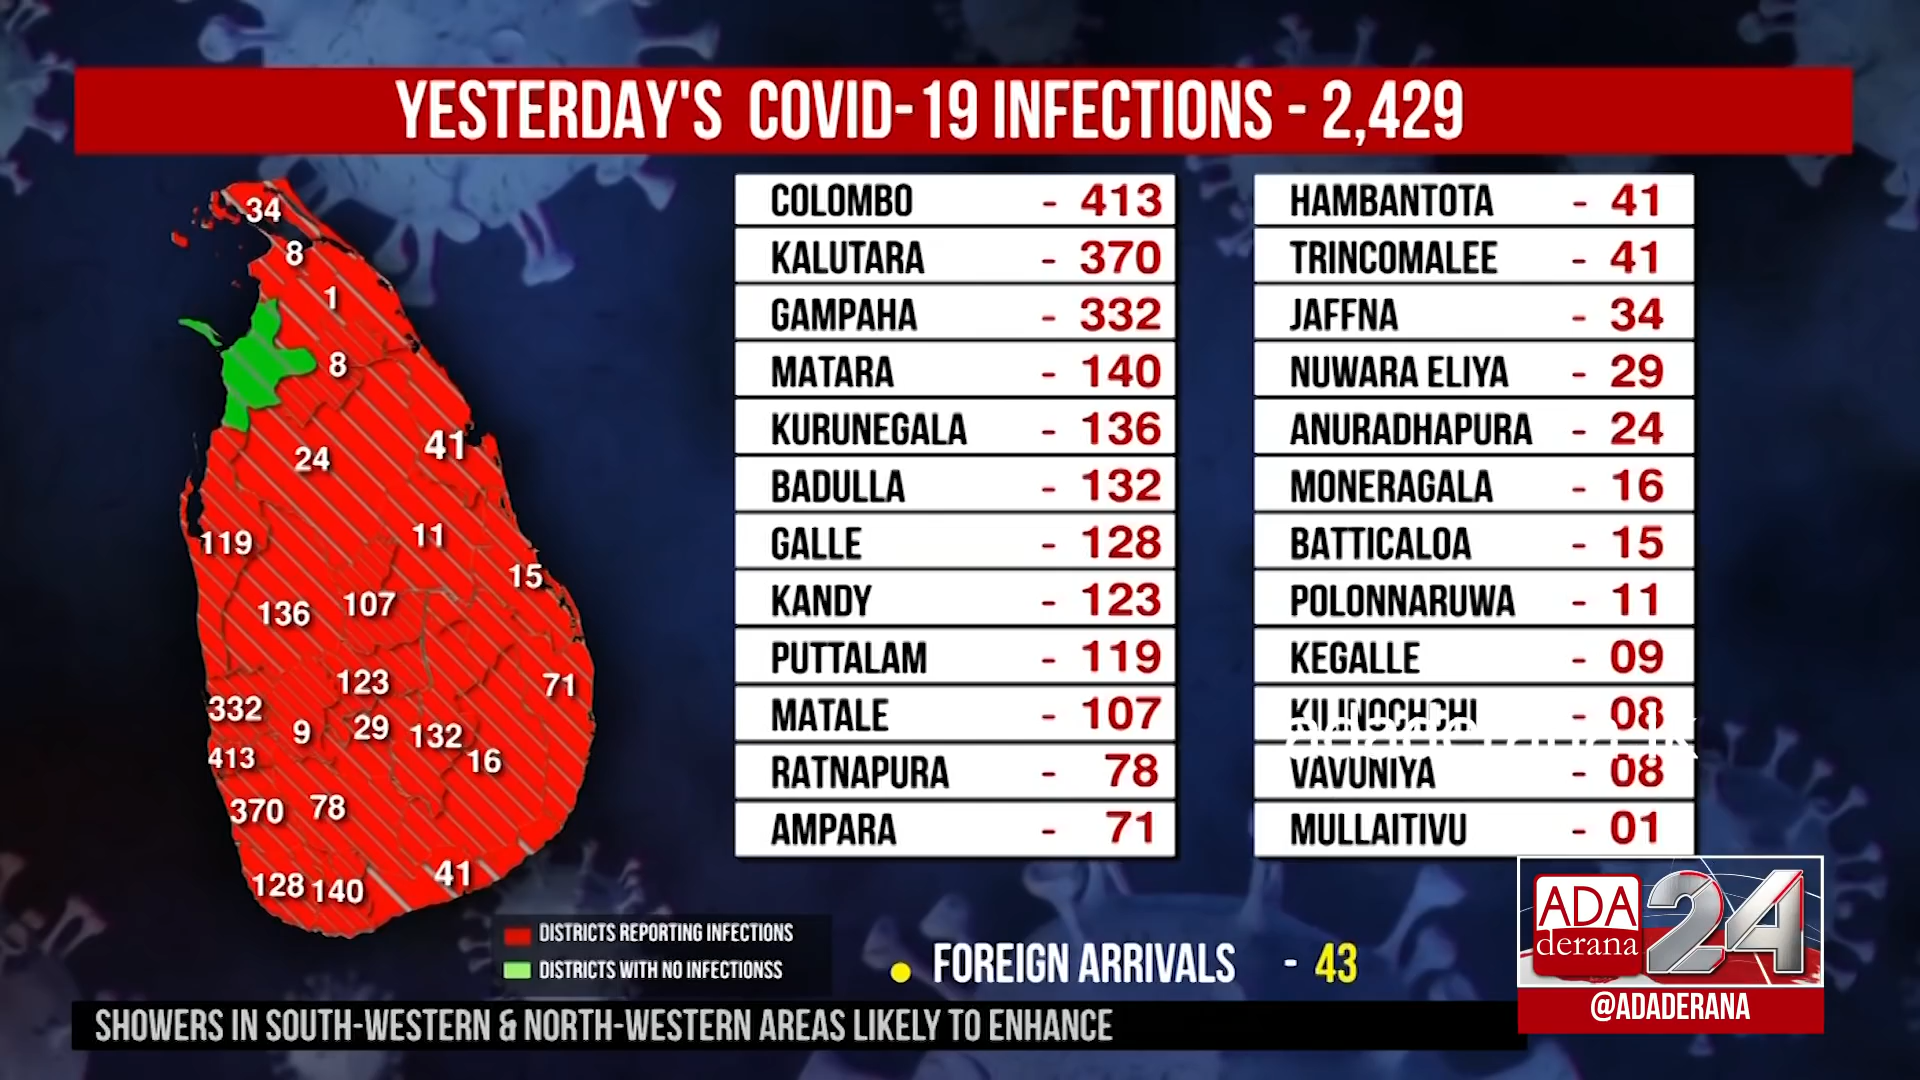 YESTERDAY'S COVID-19 INFECTIONS - 2,429
34
8
1
8
24
41
119
11
15
136
107
123
71
332
9
29
132
413
16
370
78
128
140
41
COLOMBO - 413
KALUTARA - 370
GAMPAHA - 332
MATARA - 140
KURUNEGALA - 136
BADULLA - 132
GALLE - 128
KANDY - 123
PUTTALAM - 119
MATALE - 107
RATNAPURA - 78
AMPARA - 71
HAMBANTOTA - 41
TRINCOMALEE - 41
JAFFNA - 34
NUWARA ELIYA - 29
ANURADHAPURA - 24
MONERAGALA - 16
BATTICALOA - 15
POLONNARUWA - 11
KEGALLE - 09
KILINOCHCHI - 08
VAVUNIYA - 08
MULLAITIVU - 01
DISTRICTS REPORTING INFECTIONS
DISTRICTS WITH NO INFECTIONSS
FOREIGN ARRIVALS - 43
ADA
derana
24
@ADADERANA
SHOWERS IN SOUTH-WESTERN & NORTH-WESTERN AREAS LIKELY TO ENHANCE